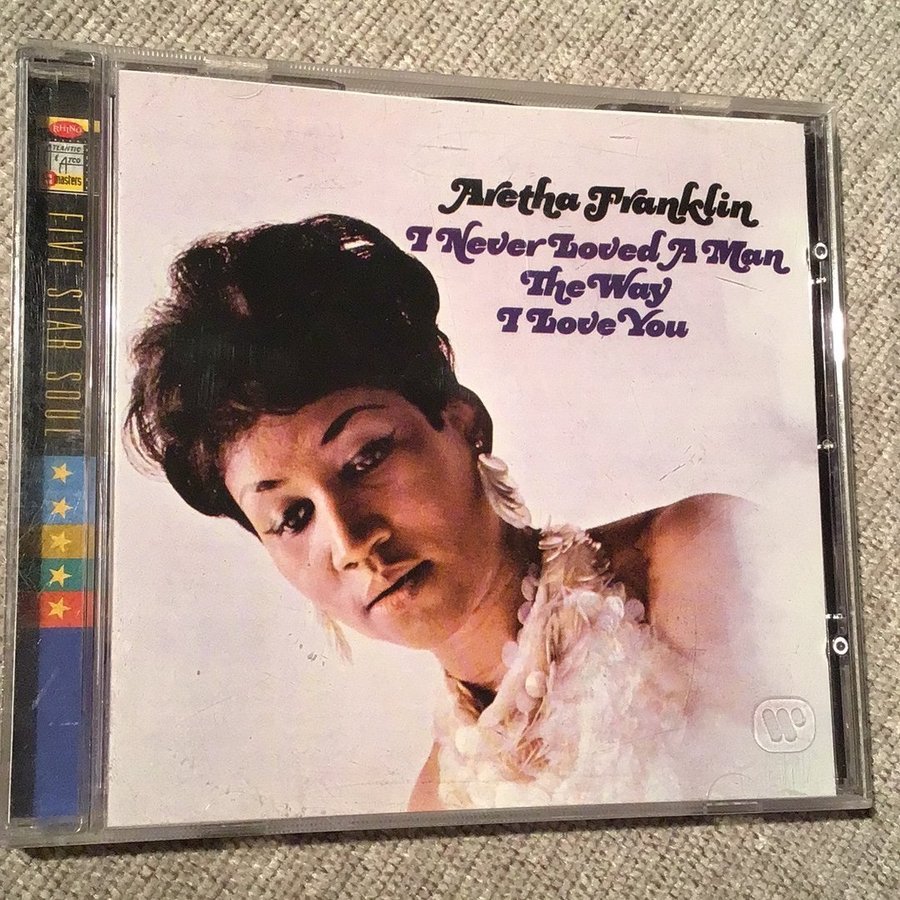 RHINO
ATLANTIC
& ATCO
masters
FIVE STAR SOUL
Aretha Franklin
I Never Loved A Man
The Way
I Love You